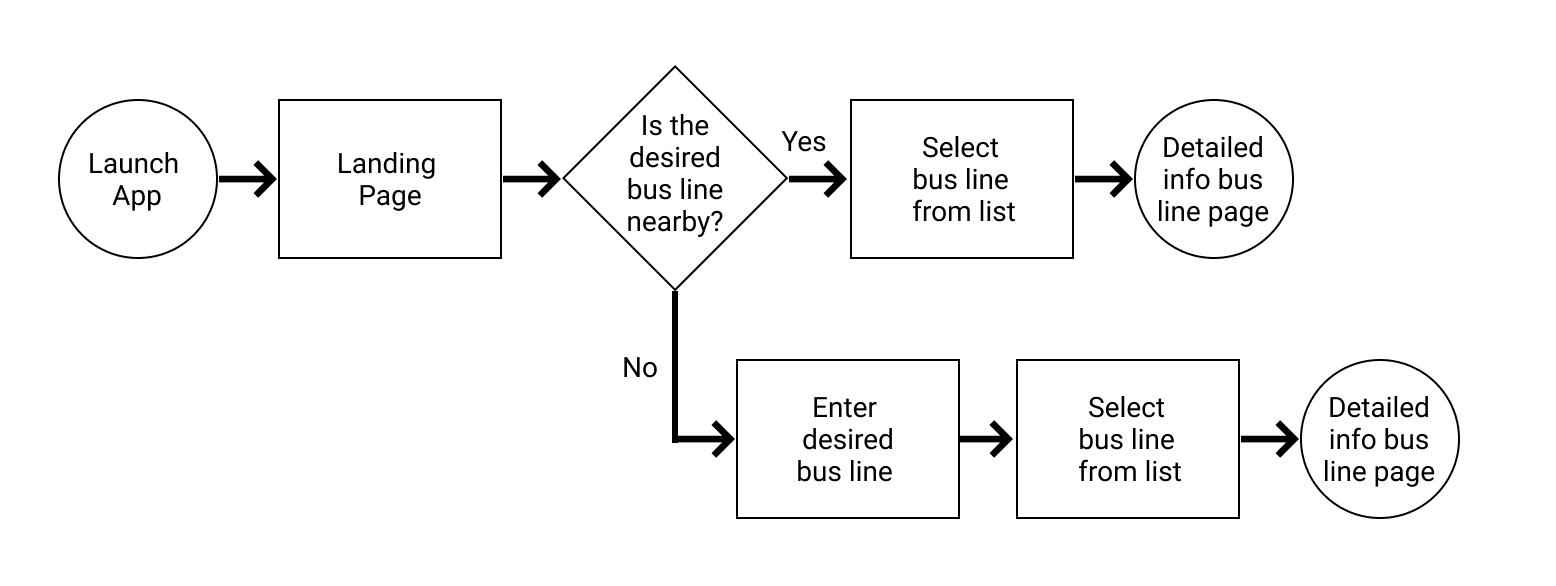 Launch
App
Landing
Page
Is the
desired
bus line
nearby?
Yes
Select
bus line
from list
Detailed
info bus
line page
No
Enter
desired
bus line
Select
bus line
from list
Detailed
info bus
line page